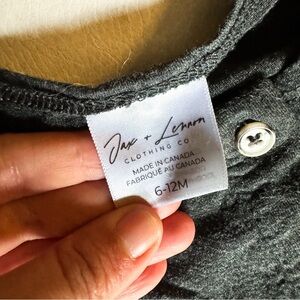 Jax + Lennon
CLOTHING CO.
MADE IN CANADA
FABRIQUÉ AU CANADA
6-12M